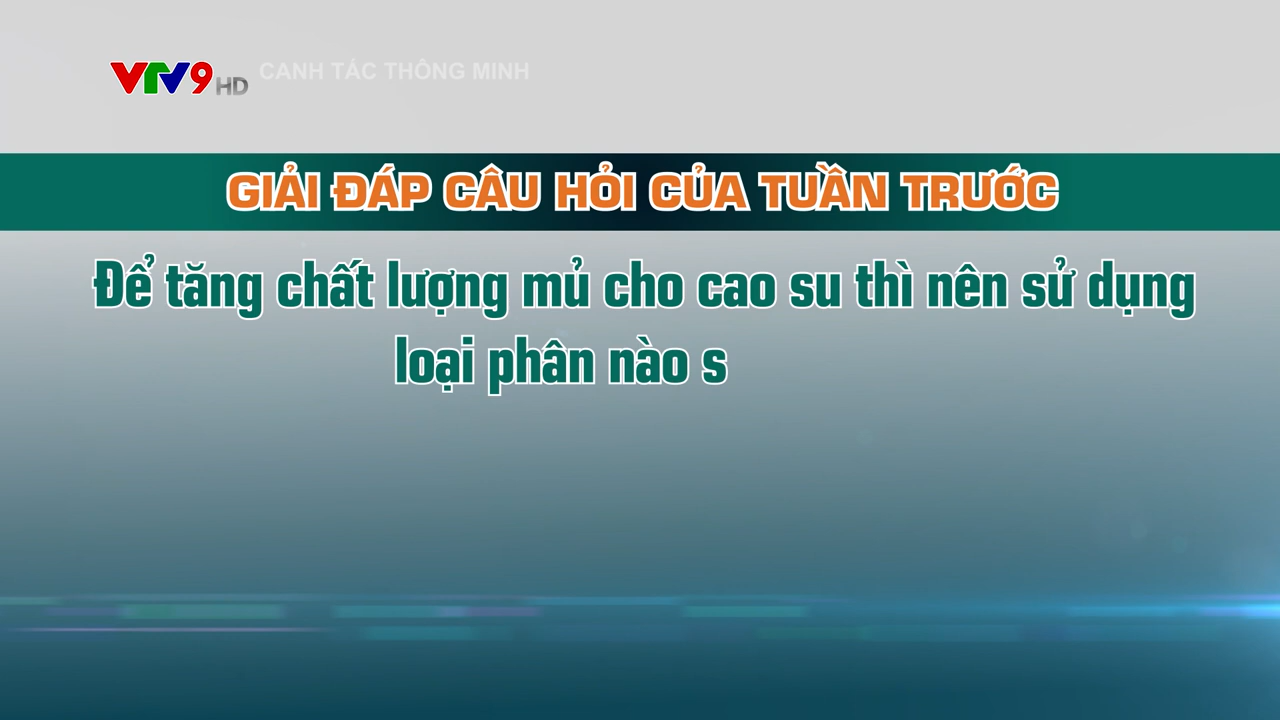 VTV9 HD CANH TÁC THÔNG MINH
GIẢI ĐÁP CÂU HỎI CỦA TUẦN TRƯỚC
Để tăng chất lượng mủ cho cao su thì nên sử dụng
loại phân nào s